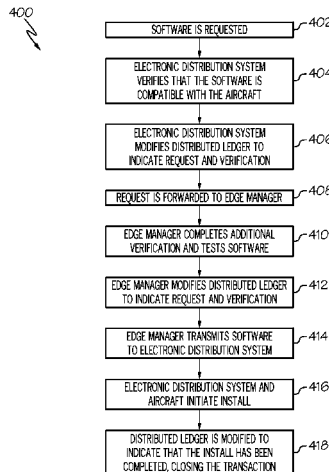 400
SOFTWARE IS REQUESTED
402
ELECTRONIC DISTRIBUTION SYSTEM
VERIFIES THAT THE SOFTWARE IS
COMPATIBLE WITH THE AIRCRAFT
404
ELECTRONIC DISTRIBUTION SYSTEM
MODIFIES DISTRIBUTED LEDGER TO
INDICATE REQUEST AND VERIFICATION
406
REQUEST IS FORWARDED TO EDGE MANAGER
408
EDGE MANAGER COMPLETES ADDITIONAL
VERIFICATION AND TESTS SOFTWARE
410
EDGE MANAGER MODIFIES DISTRIBUTED LEDGER
TO INDICATE REQUEST AND VERIFICATION
412
EDGE MANAGER TRANSMITS SOFTWARE
TO ELECTRONIC DISTRIBUTION SYSTEM
414
ELECTRONIC DISTRIBUTION SYSTEM AND
AIRCRAFT INITIATE INSTALL
416
DISTRIBUTED LEDGER IS MODIFIED TO
INDICATE THAT THE INSTALL HAS BEEN
COMPLETED, CLOSING THE TRANSACTION
418